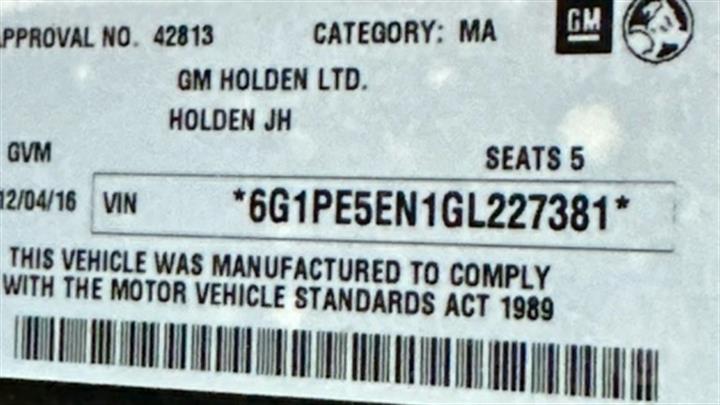 PPROVAL NO. 42813 CATEGORY: MA GM
GM HOLDEN LTD.
HOLDEN JH
GVM SEATS 5
12/04/16 VIN *6G1PE5EN1GL227381*
THIS VEHICLE WAS MANUFACTURED TO COMPLY
WITH THE MOTOR VEHICLE STANDARDS ACT 1989